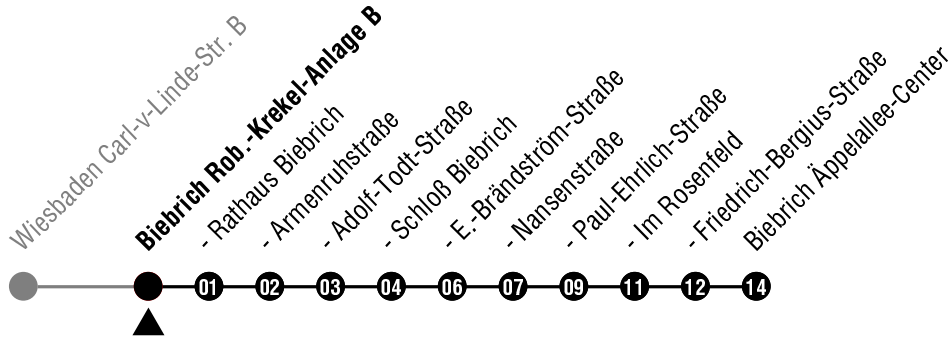 Wiesbaden Carl-v-Linde-Str. B
Biebrich Rob.-Krekel-Anlage B
- Rathaus Biebrich
- Armenruhstraße
- Adolf-Todt-Straße
- Schloß Biebrich
- E.-Brändström-Straße
- Nansenstraße
- Paul-Ehrlich-Straße
- Im Rosenfeld
- Friedrich-Bergius-Straße
Biebrich Äppelallee-Center
01 02 03 04 06 07 09 11 12 14